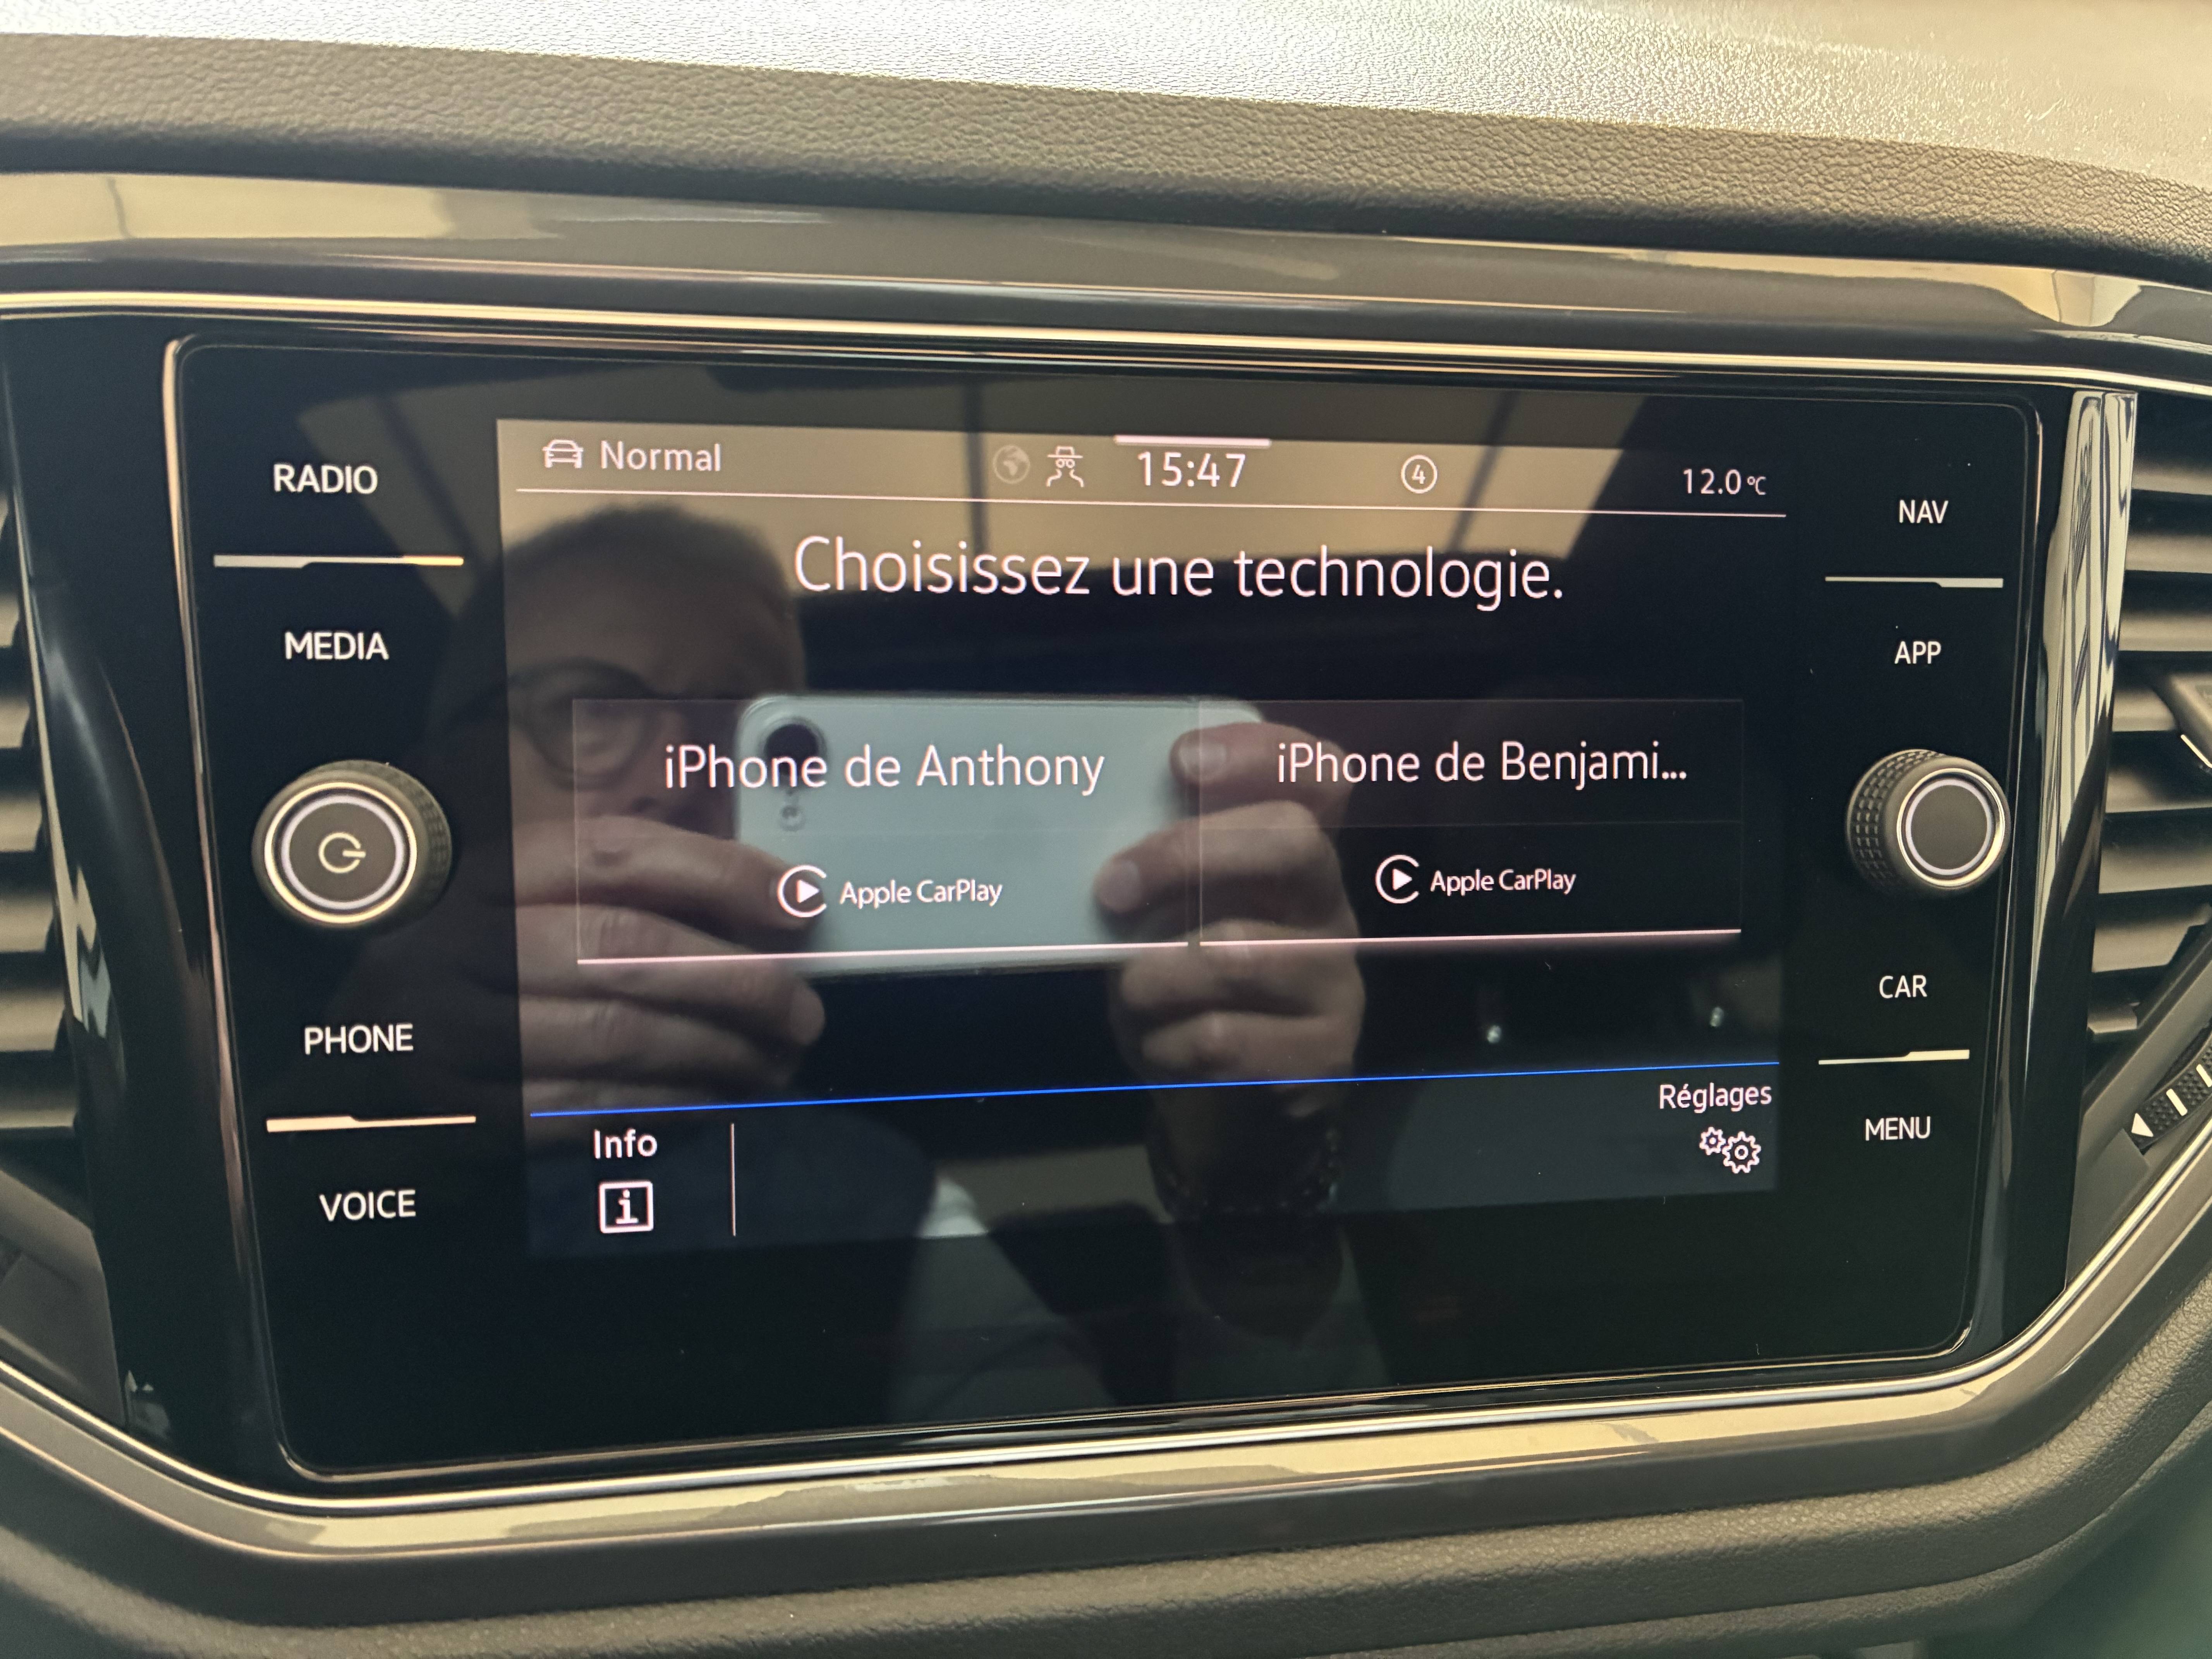 RADIO
MEDIA
PHONE
VOICE
Normal
15:47
4
12.0 °C
Choisissez une technologie.
iPhone de Anthony
Apple CarPlay
iPhone de Benjami...
Apple CarPlay
Info
i
Réglages
NAV
APP
CAR
MENU